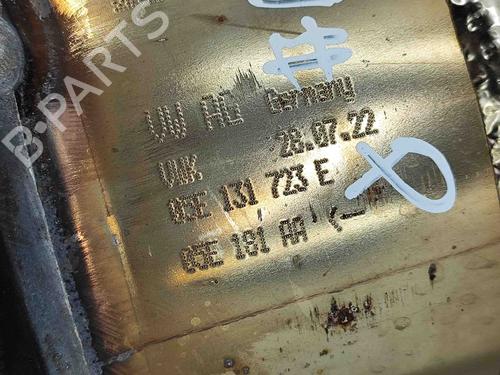 VW AG Germany
VWK 28.07.22
05E 131 723 E
05E 181 AA <-
B-PARTS